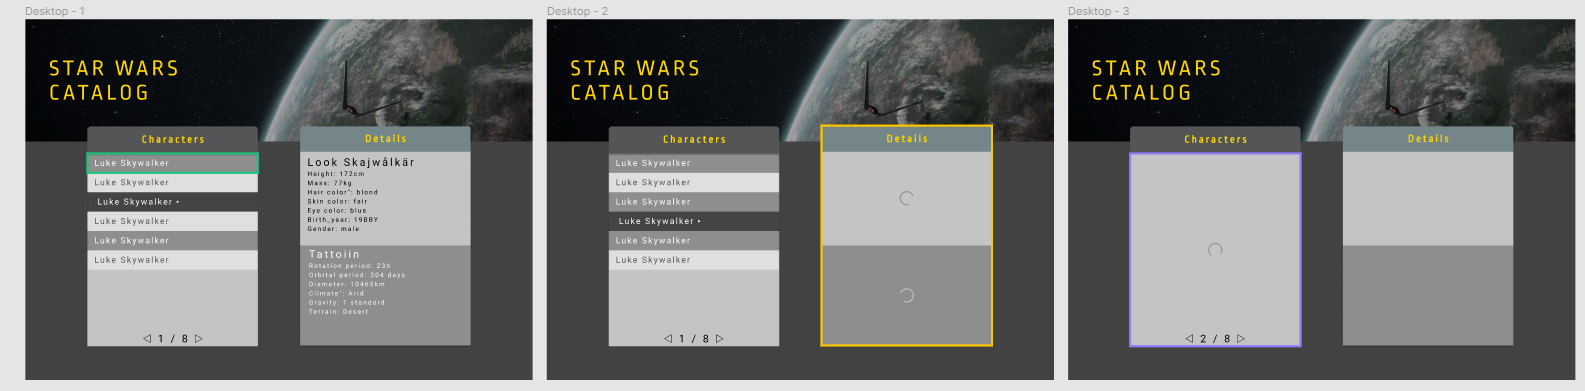 Desktop - 1
STAR WARS
CATALOG
Characters
Luke Skywalker
Luke Skywalker
Luke Skywalker ▸
Luke Skywalker
Luke Skywalker
Luke Skywalker
◁ 1 / 8 ▷
Details
Look Skajwålkär
Height: 172cm
Mass: 77kg
Hair color": blond
Skin color: fair
Eye color: blue
Birth_year: 19BBY
Gender: male
Tattoiin
Rotation period: 23h
Orbital period: 304 days
Diameter: 10465km
Climate": Arid
Gravity: 1 standard
Terrain: Desert
Desktop - 2
STAR WARS
CATALOG
Characters
Luke Skywalker
Luke Skywalker
Luke Skywalker
Luke Skywalker ▸
Luke Skywalker
Luke Skywalker
◁ 1 / 8 ▷
Details
Desktop - 3
STAR WARS
CATALOG
Characters
◁ 2 / 8 ▷
Details